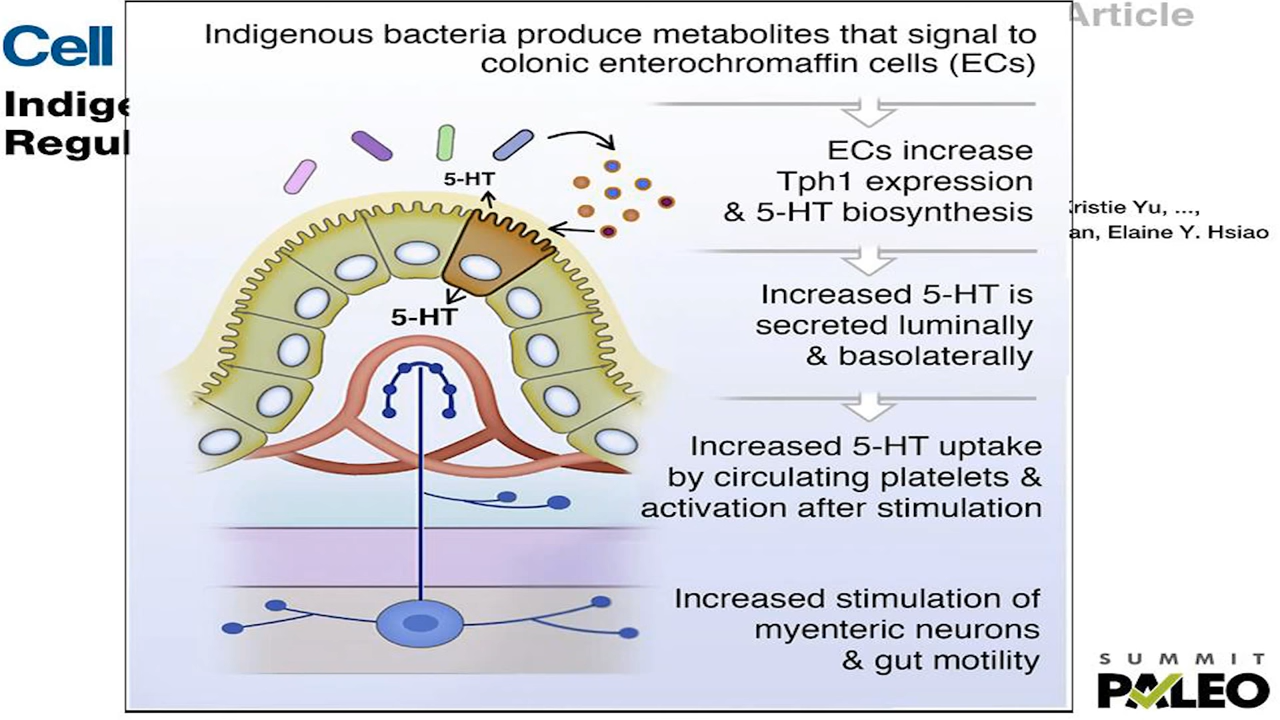 Cell
Article
Indigenous bacteria produce metabolites that signal to
colonic enterochromaffin cells (ECs)
Regul
ECs increase
Tph1 expression
& 5-HT biosynthesis
5-HT
5-HT
Kristie Yu, ...,
an, Elaine Y. Hsiao
Increased 5-HT is
secreted luminally
& basolaterally
Increased 5-HT uptake
by circulating platelets &
activation after stimulation
Increased stimulation of
myenteric neurons
& gut motility
SUMMIT
PALEO